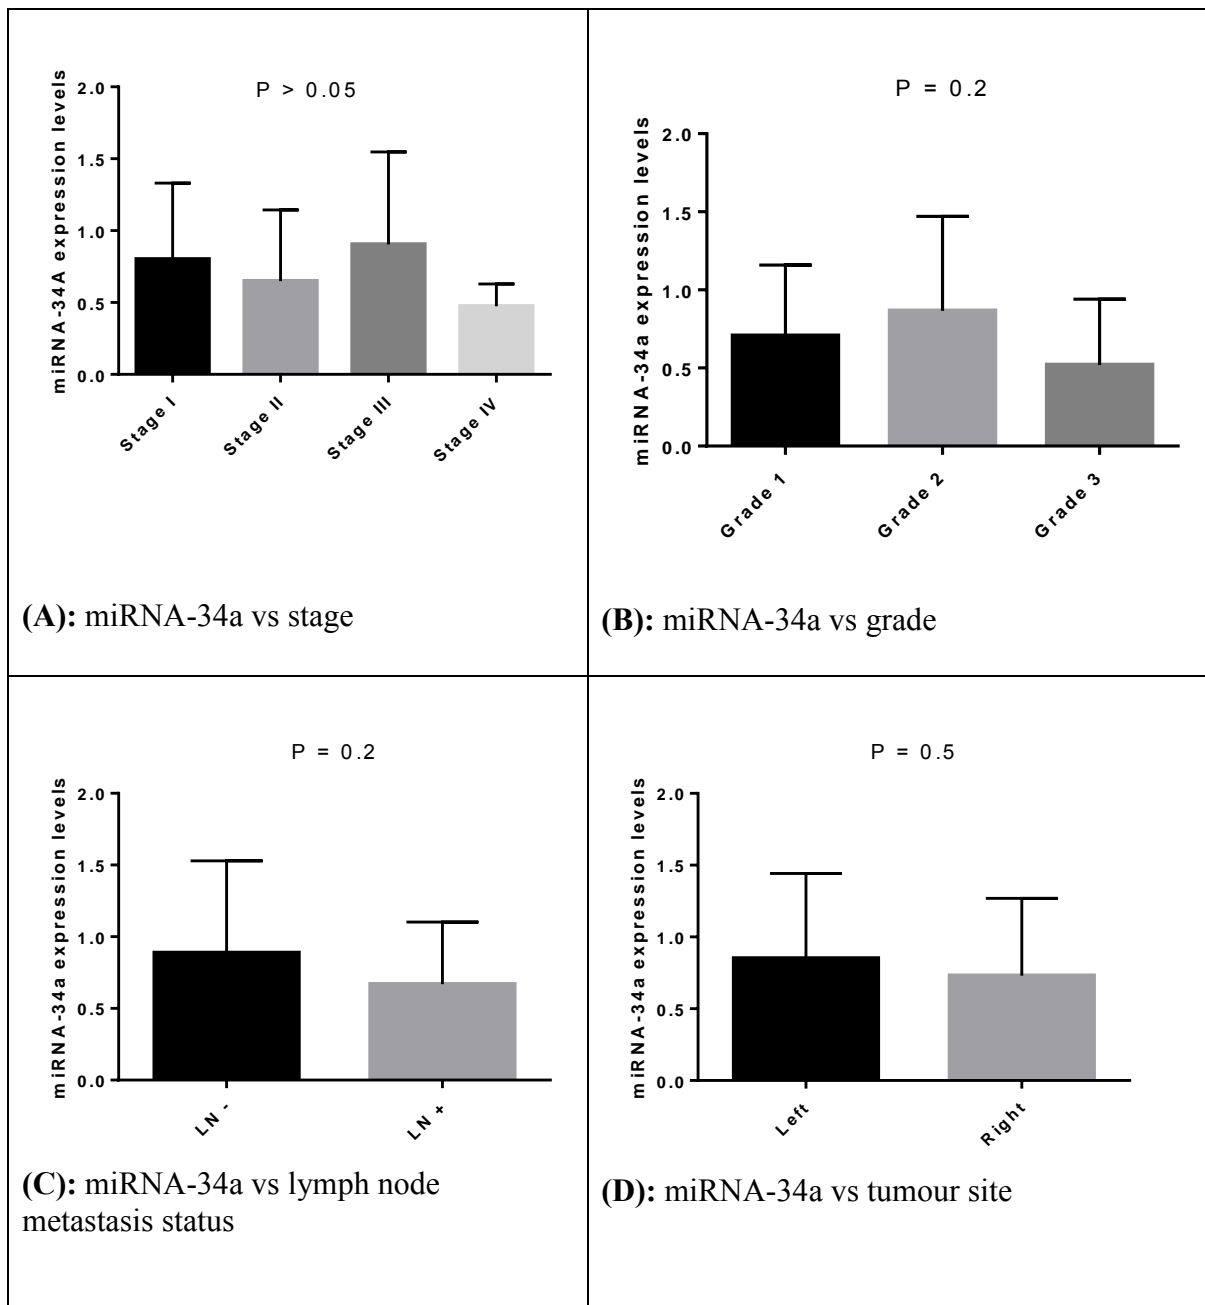 P > 0.05
miRNA-34A expression levels
2.0
1.5
1.0
0.5
0.0
Stage I
Stage II
Stage III
Stage IV
(A): miRNA-34a vs stage
P = 0.2
miRNA-34a expression levels
2.0
1.5
1.0
0.5
0.0
Grade 1
Grade 2
Grade 3
(B): miRNA-34a vs grade
P = 0.2
miRNA-34a expression levels
2.0
1.5
1.0
0.5
0.0
LN -
LN +
(C): miRNA-34a vs lymph node
metastasis status
P = 0.5
miRNA-34a expression levels
2.0
1.5
1.0
0.5
0.0
Left
Right
(D): miRNA-34a vs tumour site